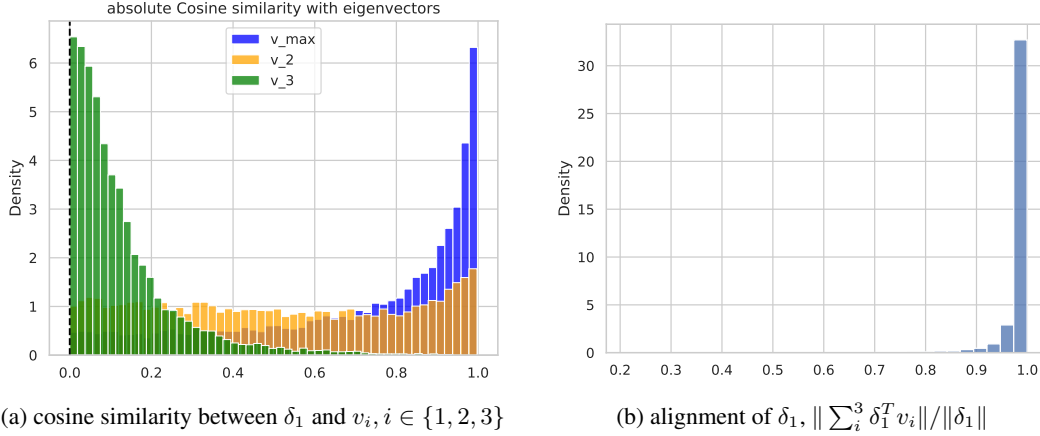 absolute Cosine similarity with eigenvectors
v_max
v_2
v_3
Density
6
5
4
3
2
1
0
0.0 0.2 0.4 0.6 0.8 1.0
(a) cosine similarity between δ₁ and vᵢ, i ∈ {1, 2, 3}
Density
30
25
20
15
10
5
0
0.2 0.3 0.4 0.5 0.6 0.7 0.8 0.9 1.0
(b) alignment of δ₁, ‖ ∑ᵢ³ δ₁ᵀvᵢ‖/‖δ₁‖